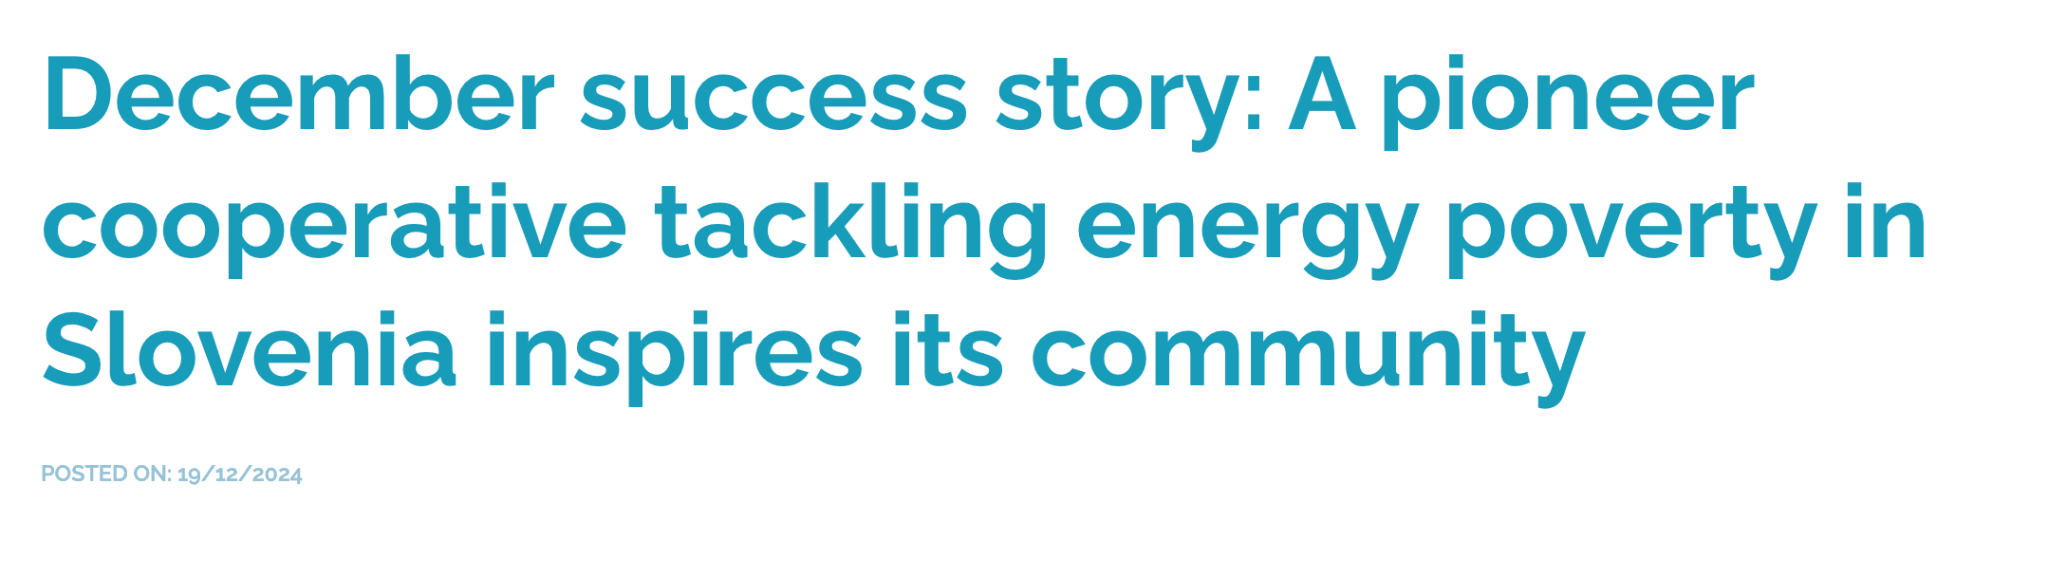 December success story: A pioneer
cooperative tackling energy poverty in
Slovenia inspires its community
POSTED ON: 19/12/2024